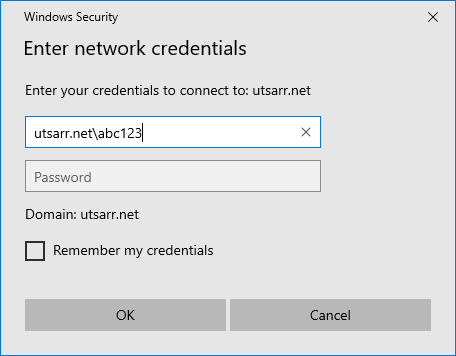 Windows Security
Enter network credentials
Enter your credentials to connect to: utsarr.net
utsarr.net\abc123
Password
Domain: utsarr.net
Remember my credentials
OK
Cancel